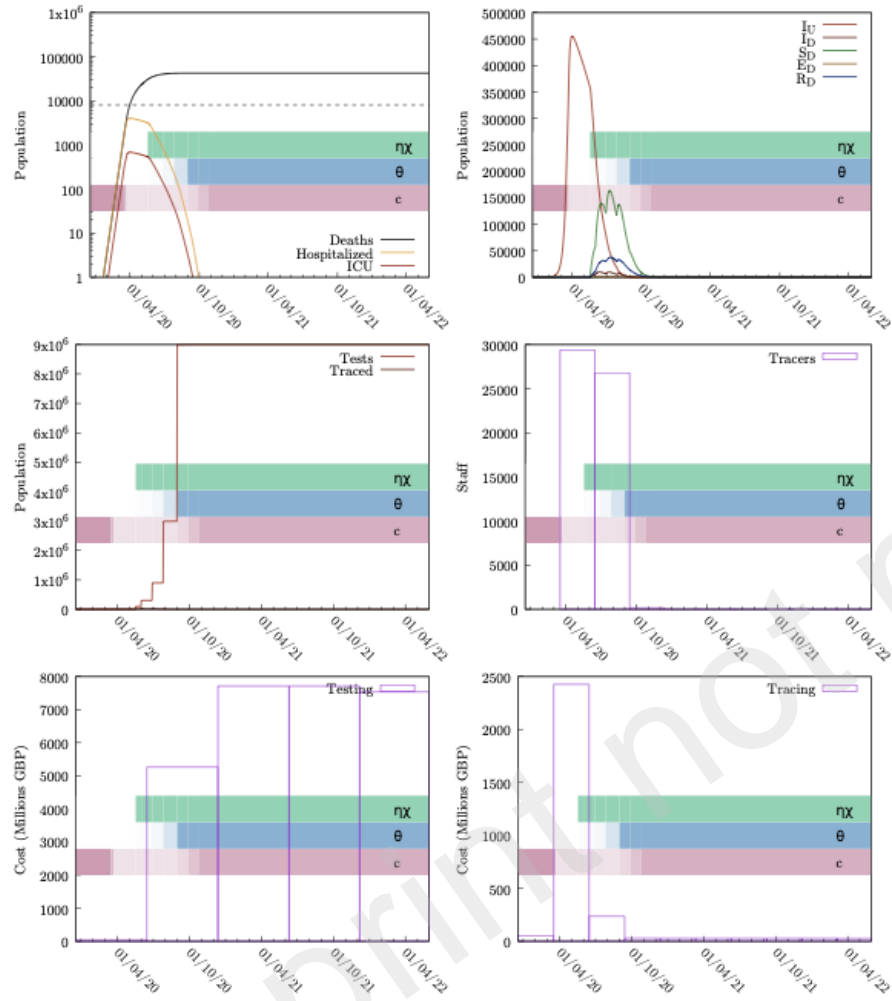 1x10⁶
100000
10000
1000
100
10
1
Population
ηχ
θ
c
Deaths
Hospitalized
ICU
01/04/20
01/10/20
01/04/21
01/10/21
01/04/22
500000
450000
400000
350000
300000
250000
200000
150000
100000
50000
0
Population
I_U
I_D
S_D
E_D
R_D
ηχ
θ
c
01/04/20
01/10/20
01/04/21
01/10/21
01/04/22
9x10⁶
8x10⁶
7x10⁶
6x10⁶
5x10⁶
4x10⁶
3x10⁶
2x10⁶
1x10⁶
0
Population
Tests
Traced
ηχ
θ
c
01/04/20
01/10/20
01/04/21
01/10/21
01/04/22
30000
25000
20000
15000
10000
5000
0
Staff
Tracers
ηχ
θ
c
01/04/20
01/10/20
01/04/21
01/10/21
01/04/22
8000
7000
6000
5000
4000
3000
2000
1000
0
Cost (Millions GBP)
Testing
ηχ
θ
c
01/04/20
01/10/20
01/04/21
01/10/21
01/04/22
2500
2000
1500
1000
500
0
Cost (Millions GBP)
Tracing
ηχ
θ
c
01/04/20
01/10/20
01/04/21
01/10/21
01/04/22
print not